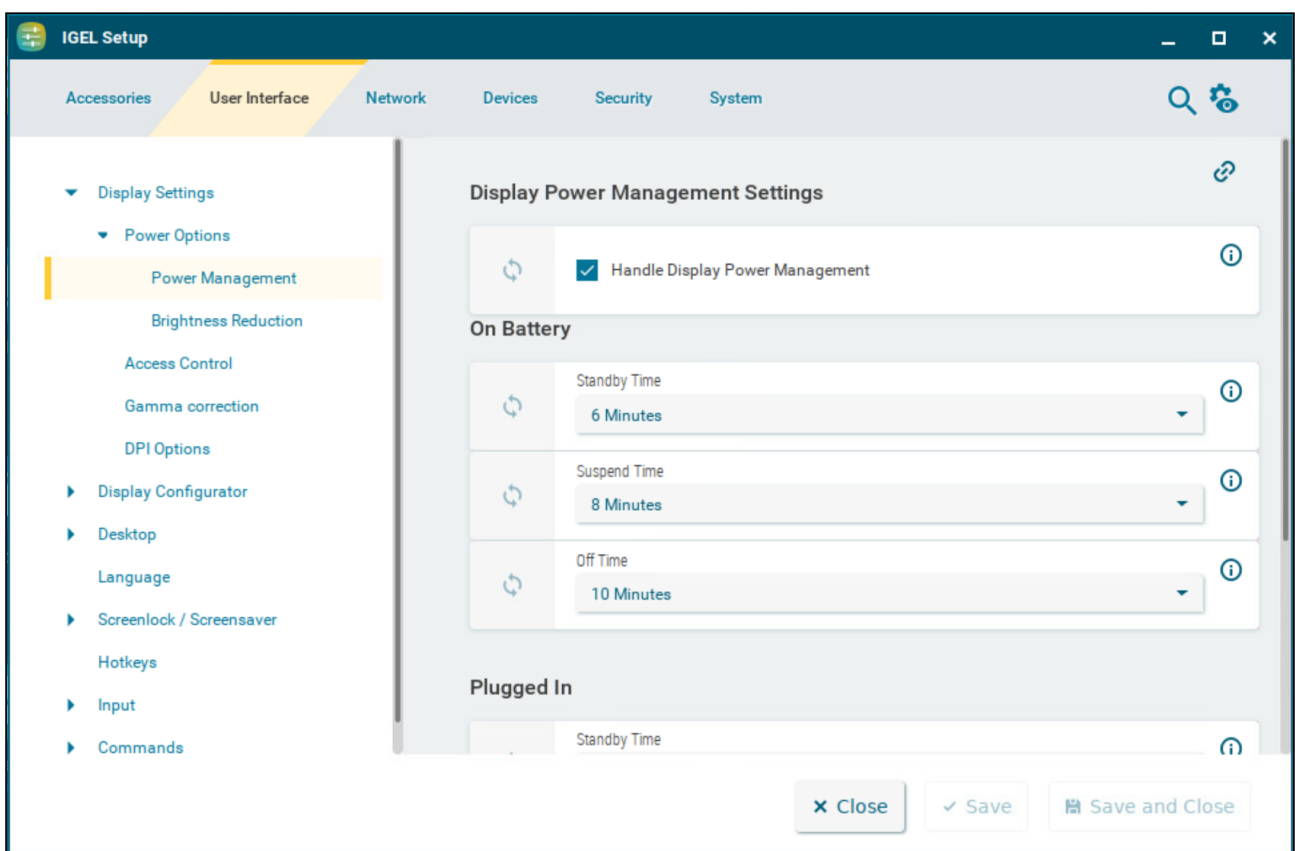 IGEL Setup
Accessories User Interface Network Devices Security System
Display Settings
Power Options
Power Management
Brightness Reduction
Access Control
Gamma correction
DPI Options
Display Configurator
Desktop
Language
Screenlock / Screensaver
Hotkeys
Input
Commands
Display Power Management Settings
Handle Display Power Management
On Battery
Standby Time
6 Minutes
Suspend Time
8 Minutes
Off Time
10 Minutes
Plugged In
Standby Time
Close Save Save and Close